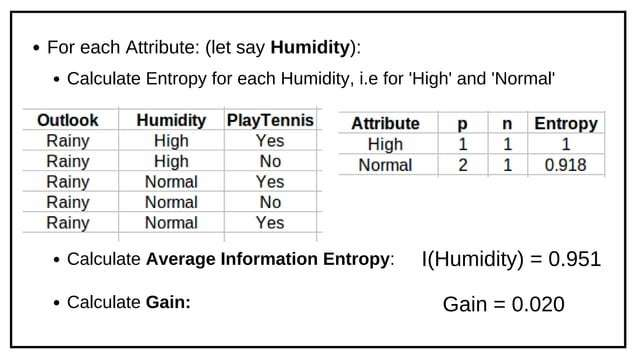 • For each Attribute: (let say Humidity):
• Calculate Entropy for each Humidity, i.e for 'High' and 'Normal'
Outlook Humidity PlayTennis
Rainy High Yes
Rainy High No
Rainy Normal Yes
Rainy Normal No
Rainy Normal Yes
Attribute p n Entropy
High 1 1 1
Normal 2 1 0.918
• Calculate Average Information Entropy: I(Humidity) = 0.951
• Calculate Gain: Gain = 0.020